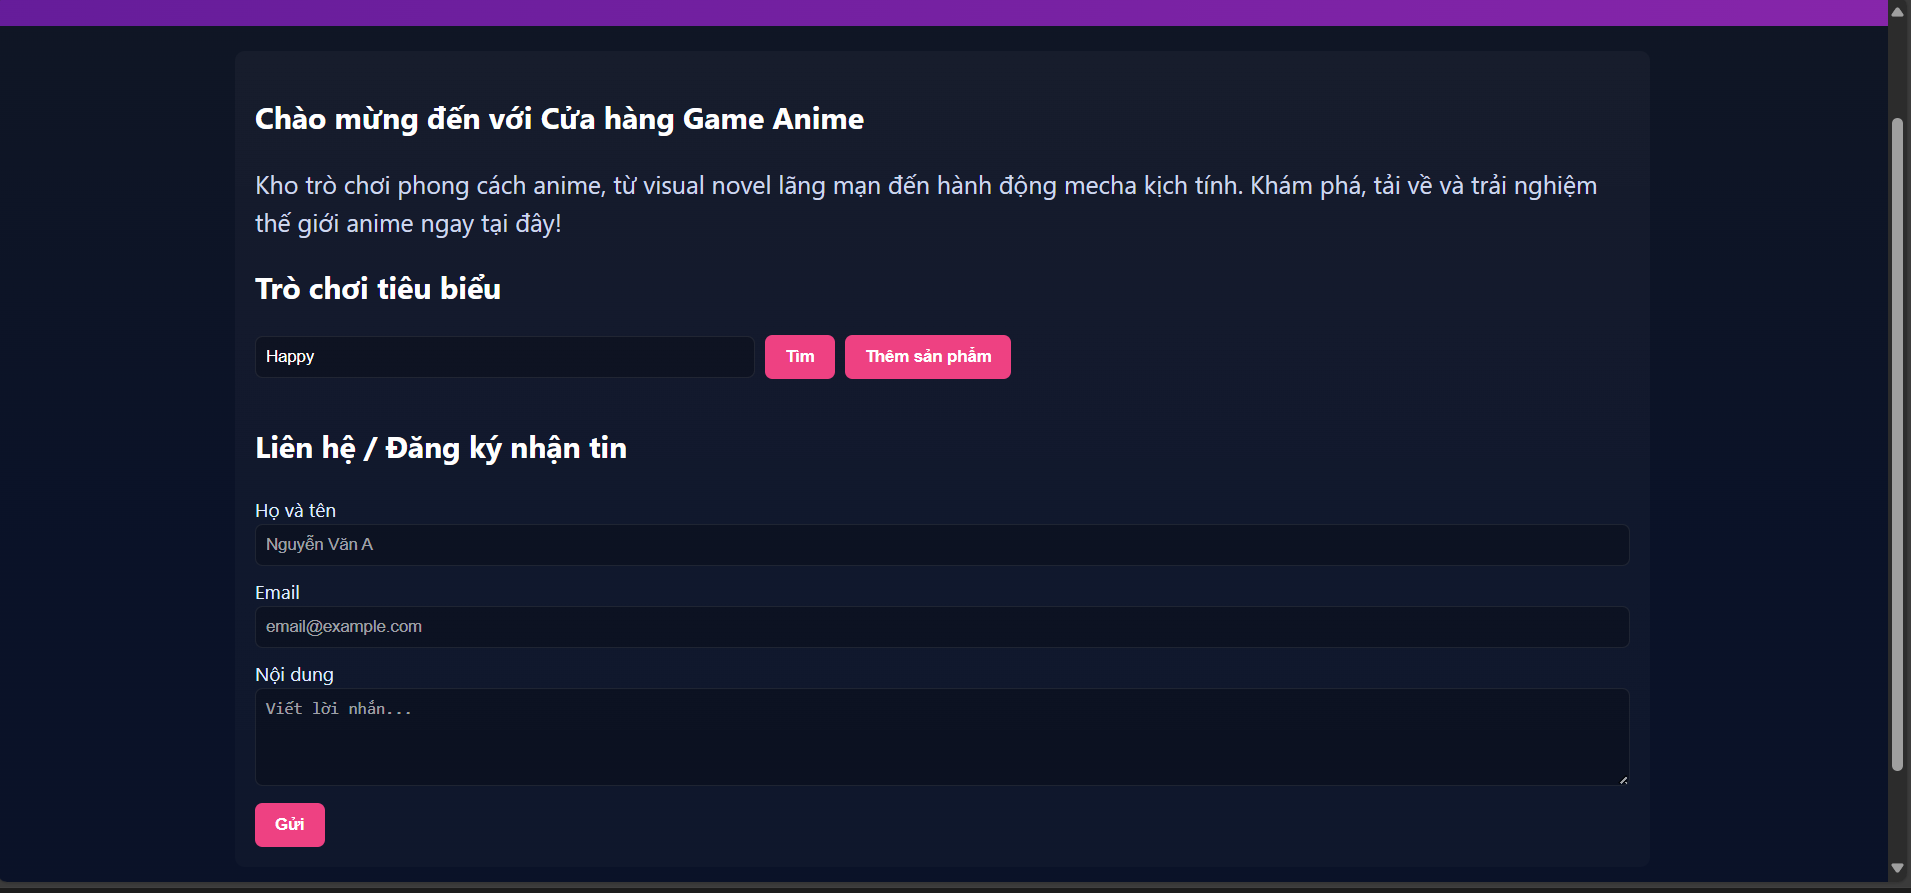 Chào mừng đến với Cửa hàng Game Anime
Kho trò chơi phong cách anime, từ visual novel lãng mạn đến hành động mecha kịch tính. Khám phá, tải về và trải nghiệm
thế giới anime ngay tại đây!
Trò chơi tiêu biểu
Happy
Tìm
Thêm sản phẩm
Liên hệ / Đăng ký nhận tin
Họ và tên
Nguyễn Văn A
Email
email@example.com
Nội dung
Viết lời nhắn...
Gửi